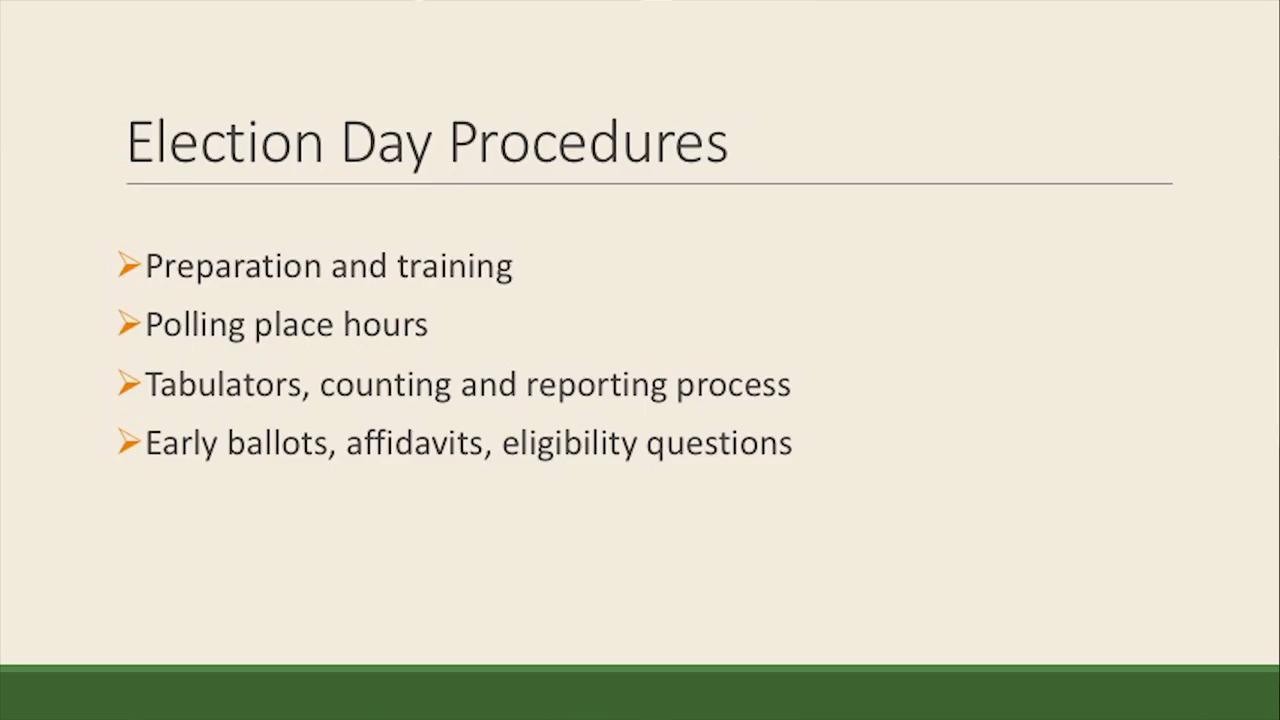 Election Day Procedures
Preparation and training
Polling place hours
Tabulators, counting and reporting process
Early ballots, affidavits, eligibility questions